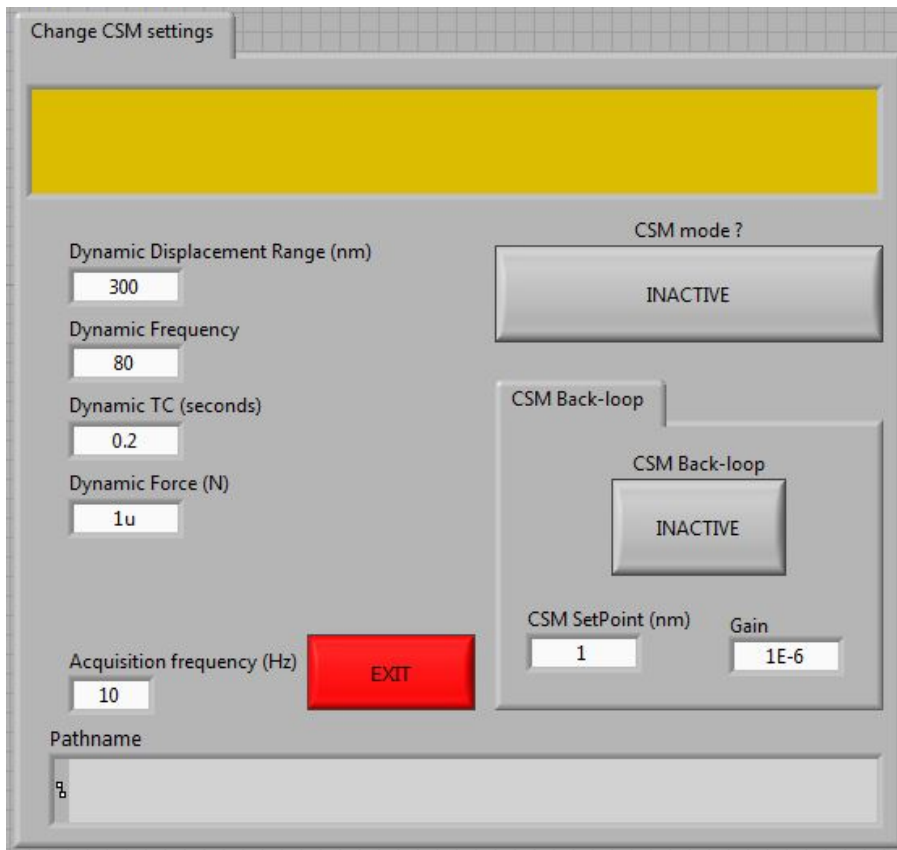 Change CSM settings
CSM mode ?
INACTIVE
Dynamic Displacement Range (nm)
300
Dynamic Frequency
80
Dynamic TC (seconds)
0.2
Dynamic Force (N)
1u
CSM Back-loop
CSM Back-loop
INACTIVE
CSM SetPoint (nm)
1
Gain
1E-6
Acquisition frequency (Hz)
10
EXIT
Pathname